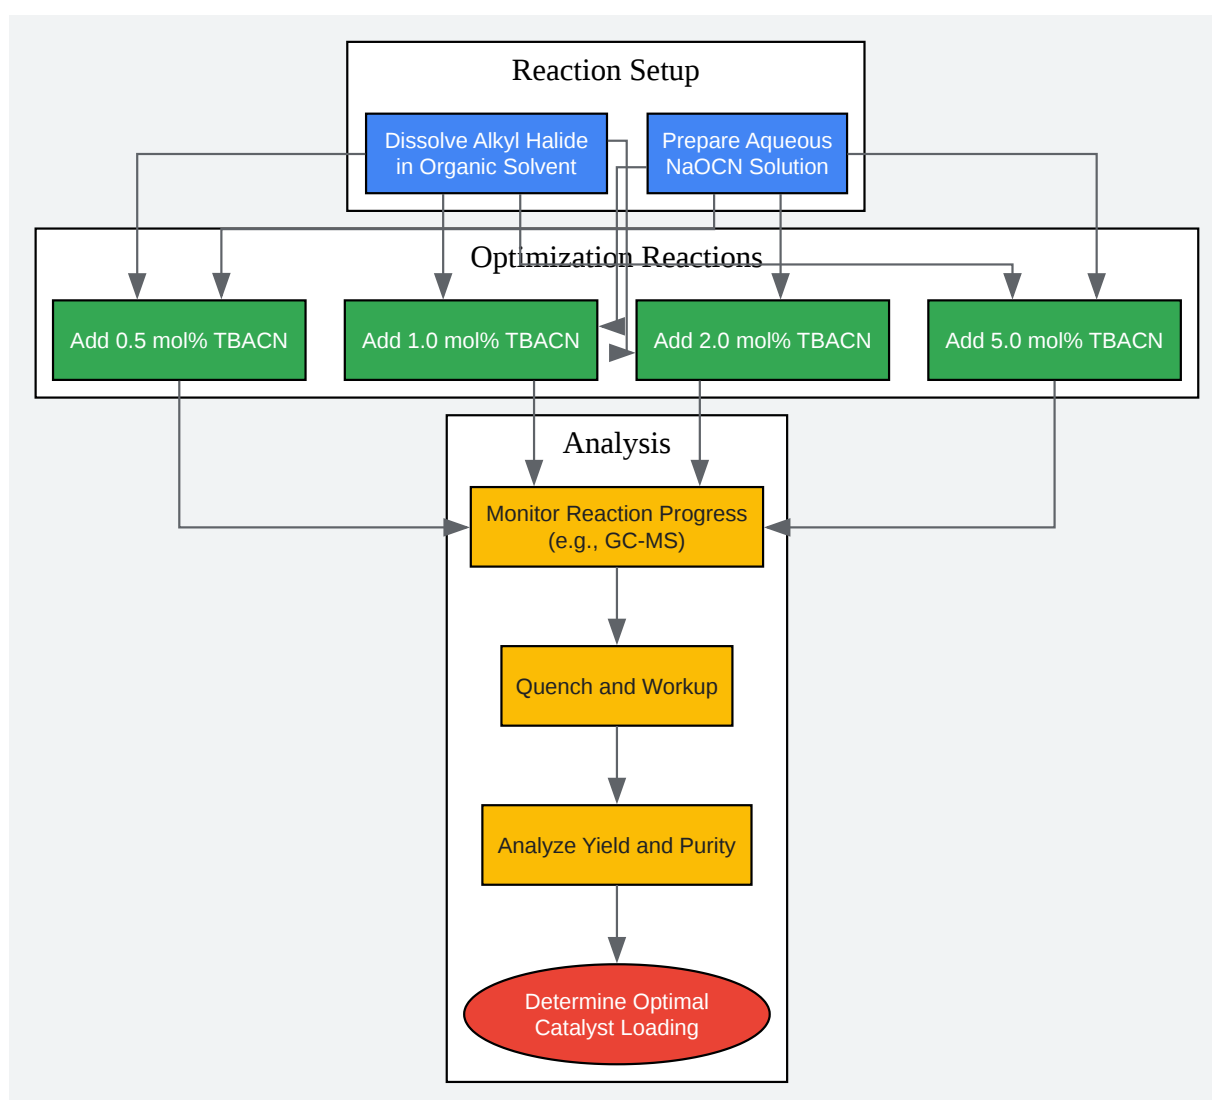 Reaction Setup
Dissolve Alkyl Halide
in Organic Solvent
Prepare Aqueous
NaOCN Solution
Optimization Reactions
Add 0.5 mol% TBACN
Add 1.0 mol% TBACN
Add 2.0 mol% TBACN
Add 5.0 mol% TBACN
Analysis
Monitor Reaction Progress
(e.g., GC-MS)
Quench and Workup
Analyze Yield and Purity
Determine Optimal
Catalyst Loading